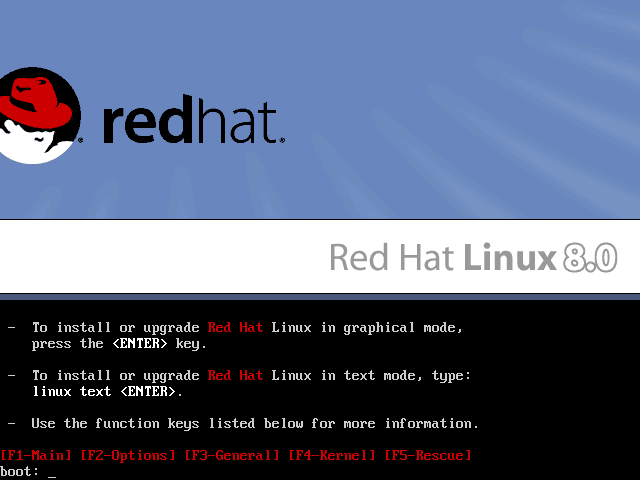 redhat.
Red Hat Linux 8.0
- To install or upgrade Red Hat Linux in graphical mode,
press the <ENTER> key.
- To install or upgrade Red Hat Linux in text mode, type:
linux text <ENTER>.
- Use the function keys listed below for more information.
[F1-Main] [F2-Options] [F3-General] [F4-Kernel] [F5-Rescue]
boot: _